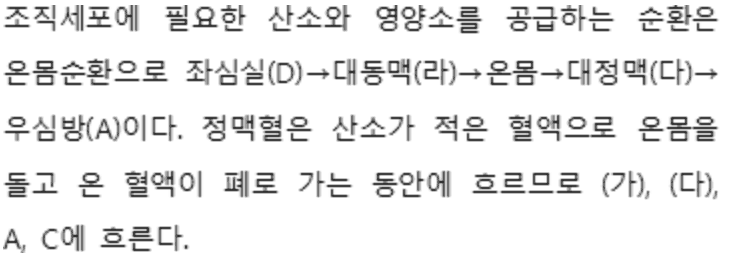 조직세포에 필요한 산소와 영양소를 공급하는 순환은
온몸순환으로 좌심실(D)→대동맥(라)→온몸→대정맥(다)→
우심방(A)이다. 정맥혈은 산소가 적은 혈액으로 온몸을
돌고 온 혈액이 폐로 가는 동안에 흐르므로 (가), (다),
A, C에 흐른다.